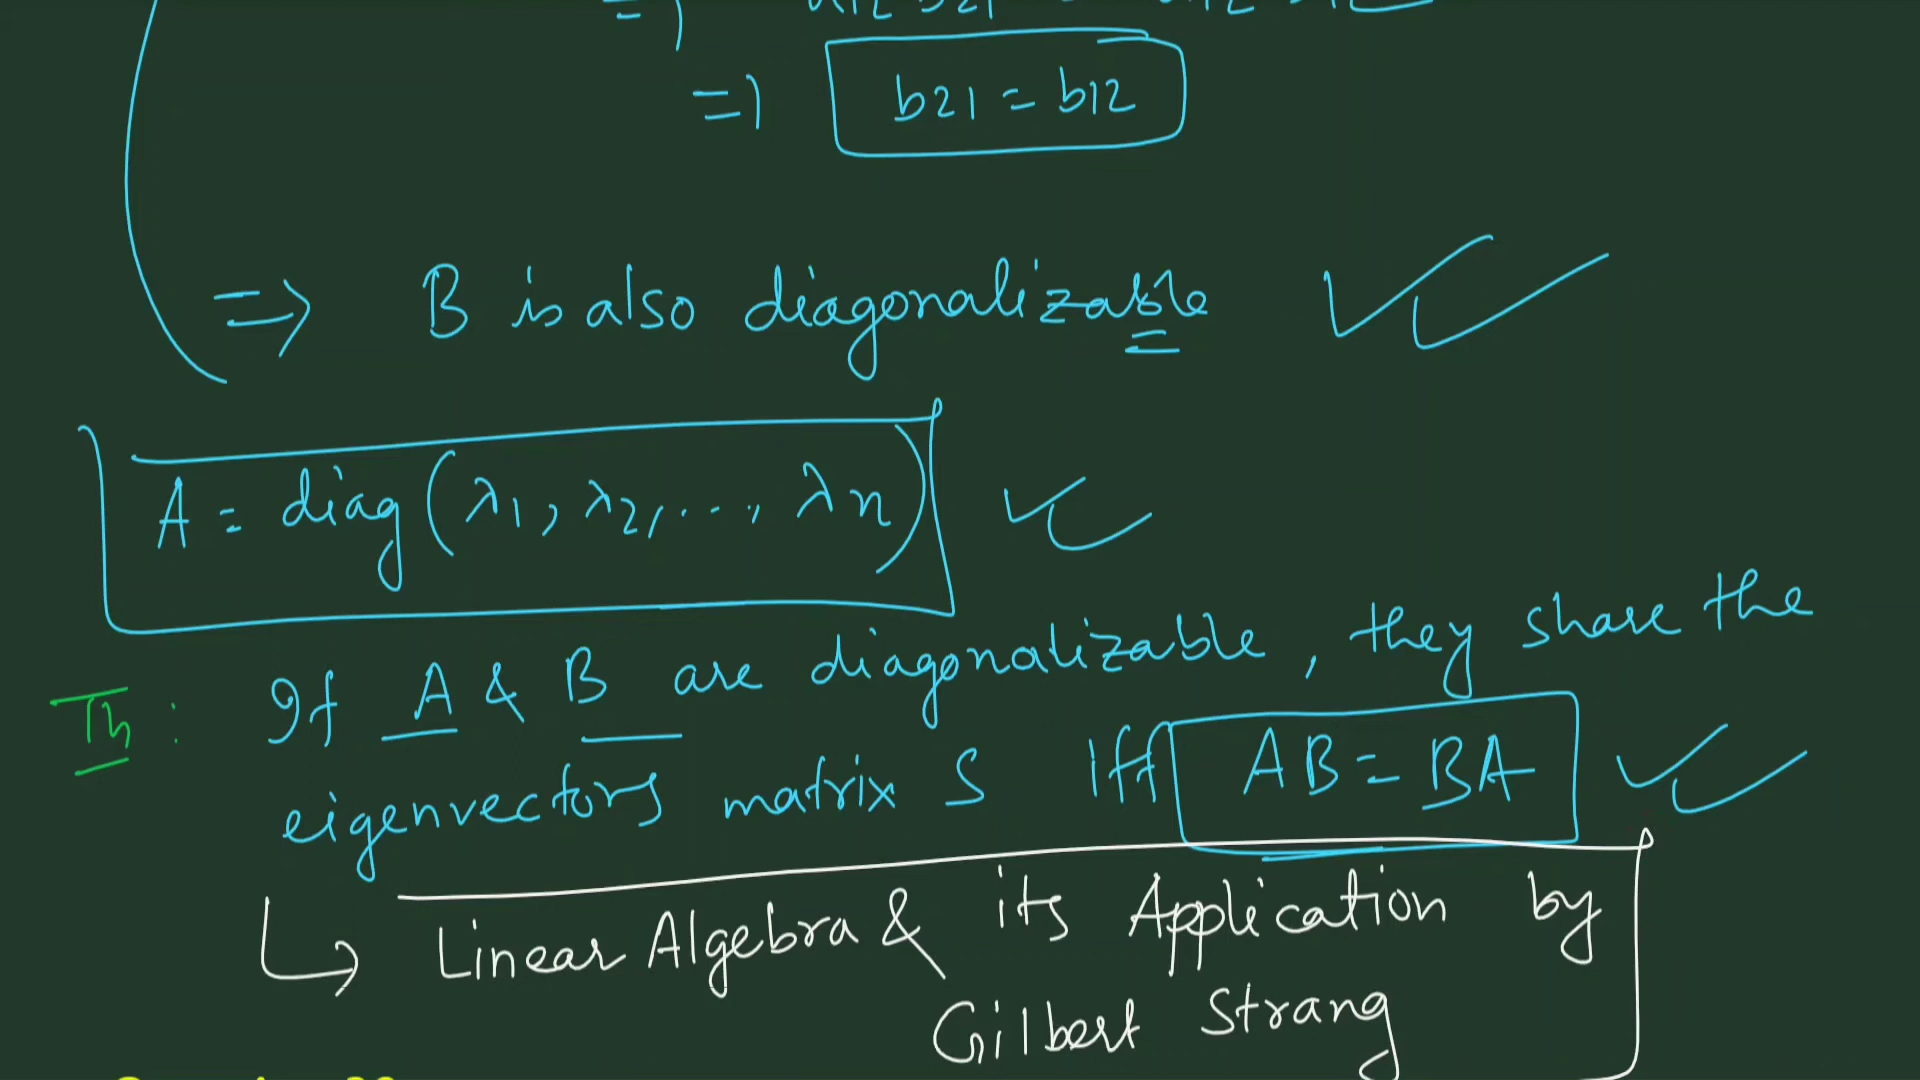 => b21 = b12
=> B is also diagonalizable
A = diag(λ1, λ2, ..., λn)
Th: If A & B are diagonalizable, they share the
eigenvectors matrix S iff AB = BA
↳ Linear Algebra & its Application by
Gilbert Strang